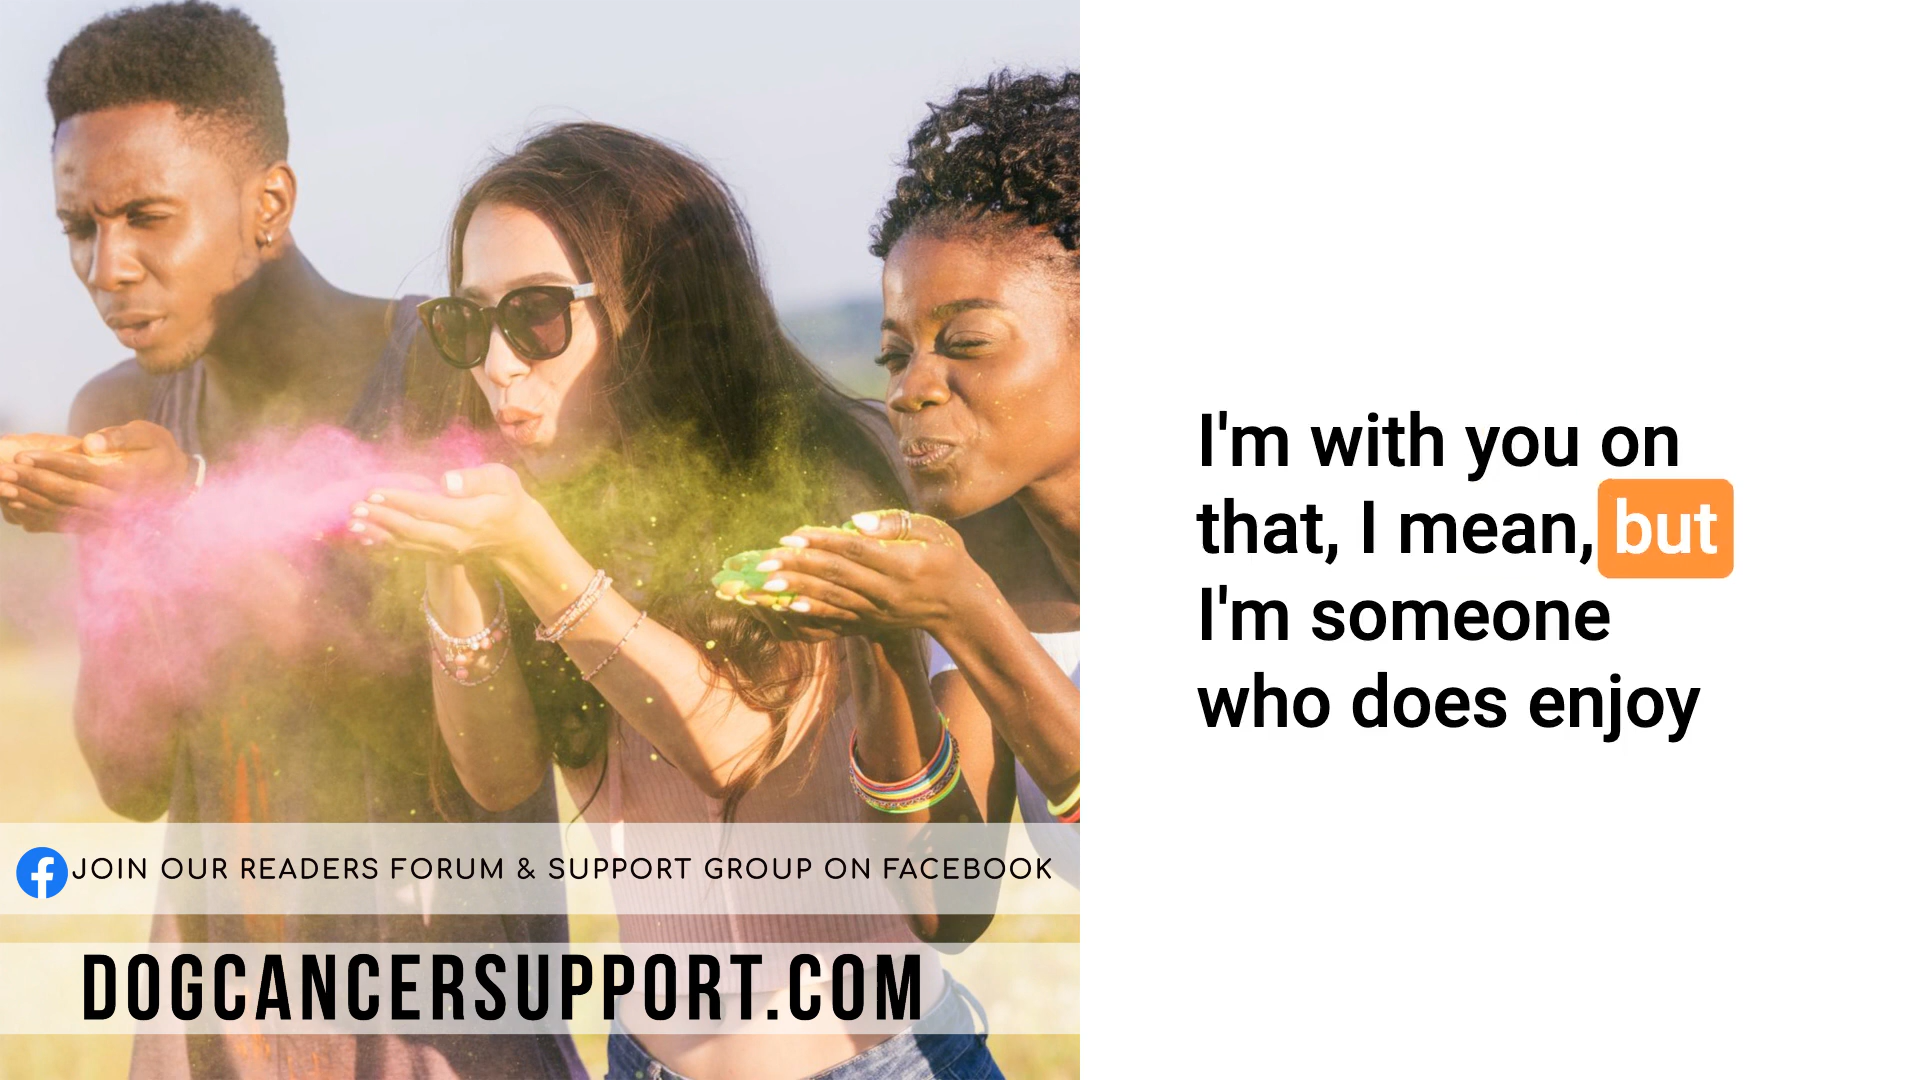 JOIN OUR READERS FORUM & SUPPORT GROUP ON FACEBOOK
DOGCANCERSUPPORT.COM
I'm with you on
that, I mean, but
I'm someone
who does enjoy